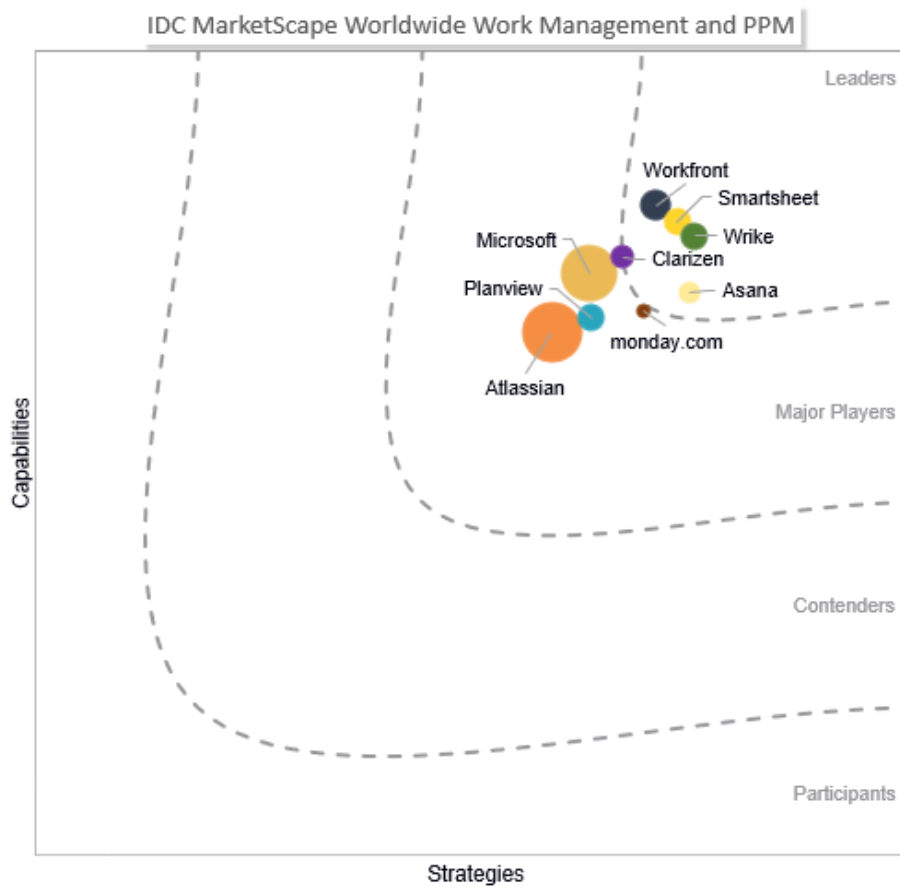 IDC MarketScape Worldwide Work Management and PPM
Leaders
Workfront
Smartsheet
Microsoft
Wrike
Clarizen
Planview
Asana
monday.com
Atlassian
Major Players
Capabilities
Contenders
Participants
Strategies